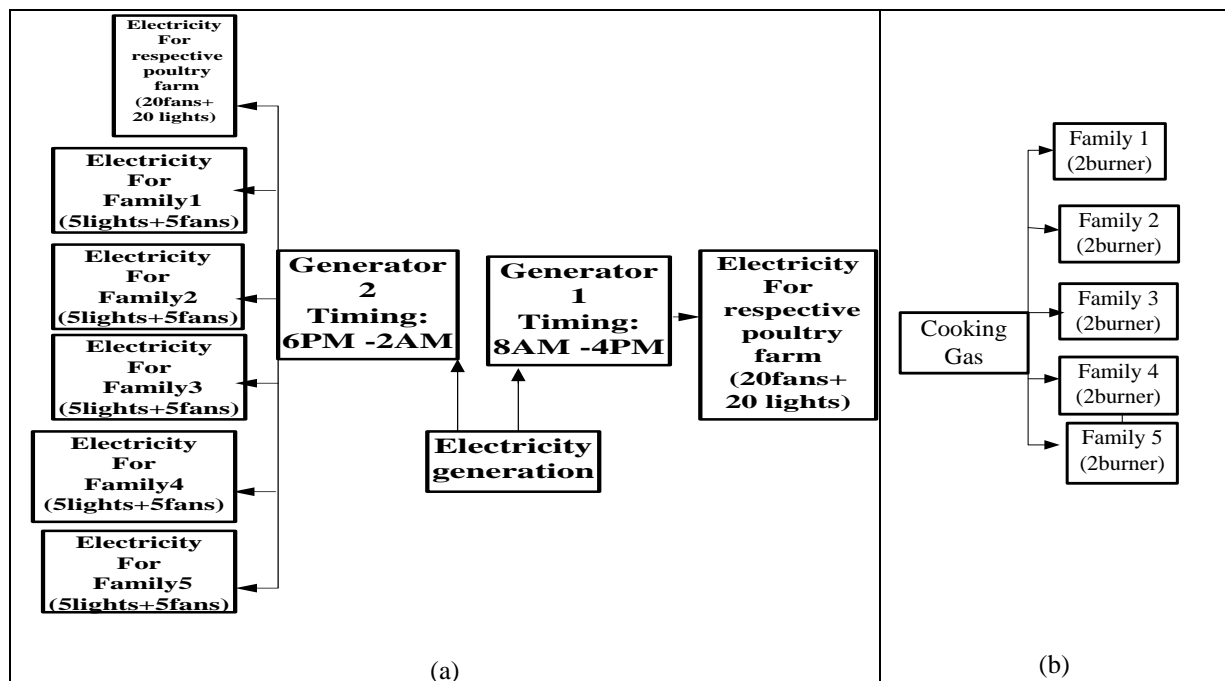 Electricity
For
respective
poultry
farm
(20fans+
20 lights)
Electricity
For
Family1
(5lights+5fans)
Electricity
For
Family2
(5lights+5fans)
Electricity
For
Family3
(5lights+5fans)
Electricity
For
Family4
(5lights+5fans)
Electricity
For
Family5
(5lights+5fans)
Generator
2
Timing:
6PM -2AM
Generator
1
Timing:
8AM -4PM
Electricity
generation
Electricity
For
respective
poultry
farm
(20fans+
20 lights)
(a)
Cooking
Gas
Family 1
(2burner)
Family 2
(2burner)
Family 3
(2burner)
Family 4
(2burner)
Family 5
(2burner)
(b)